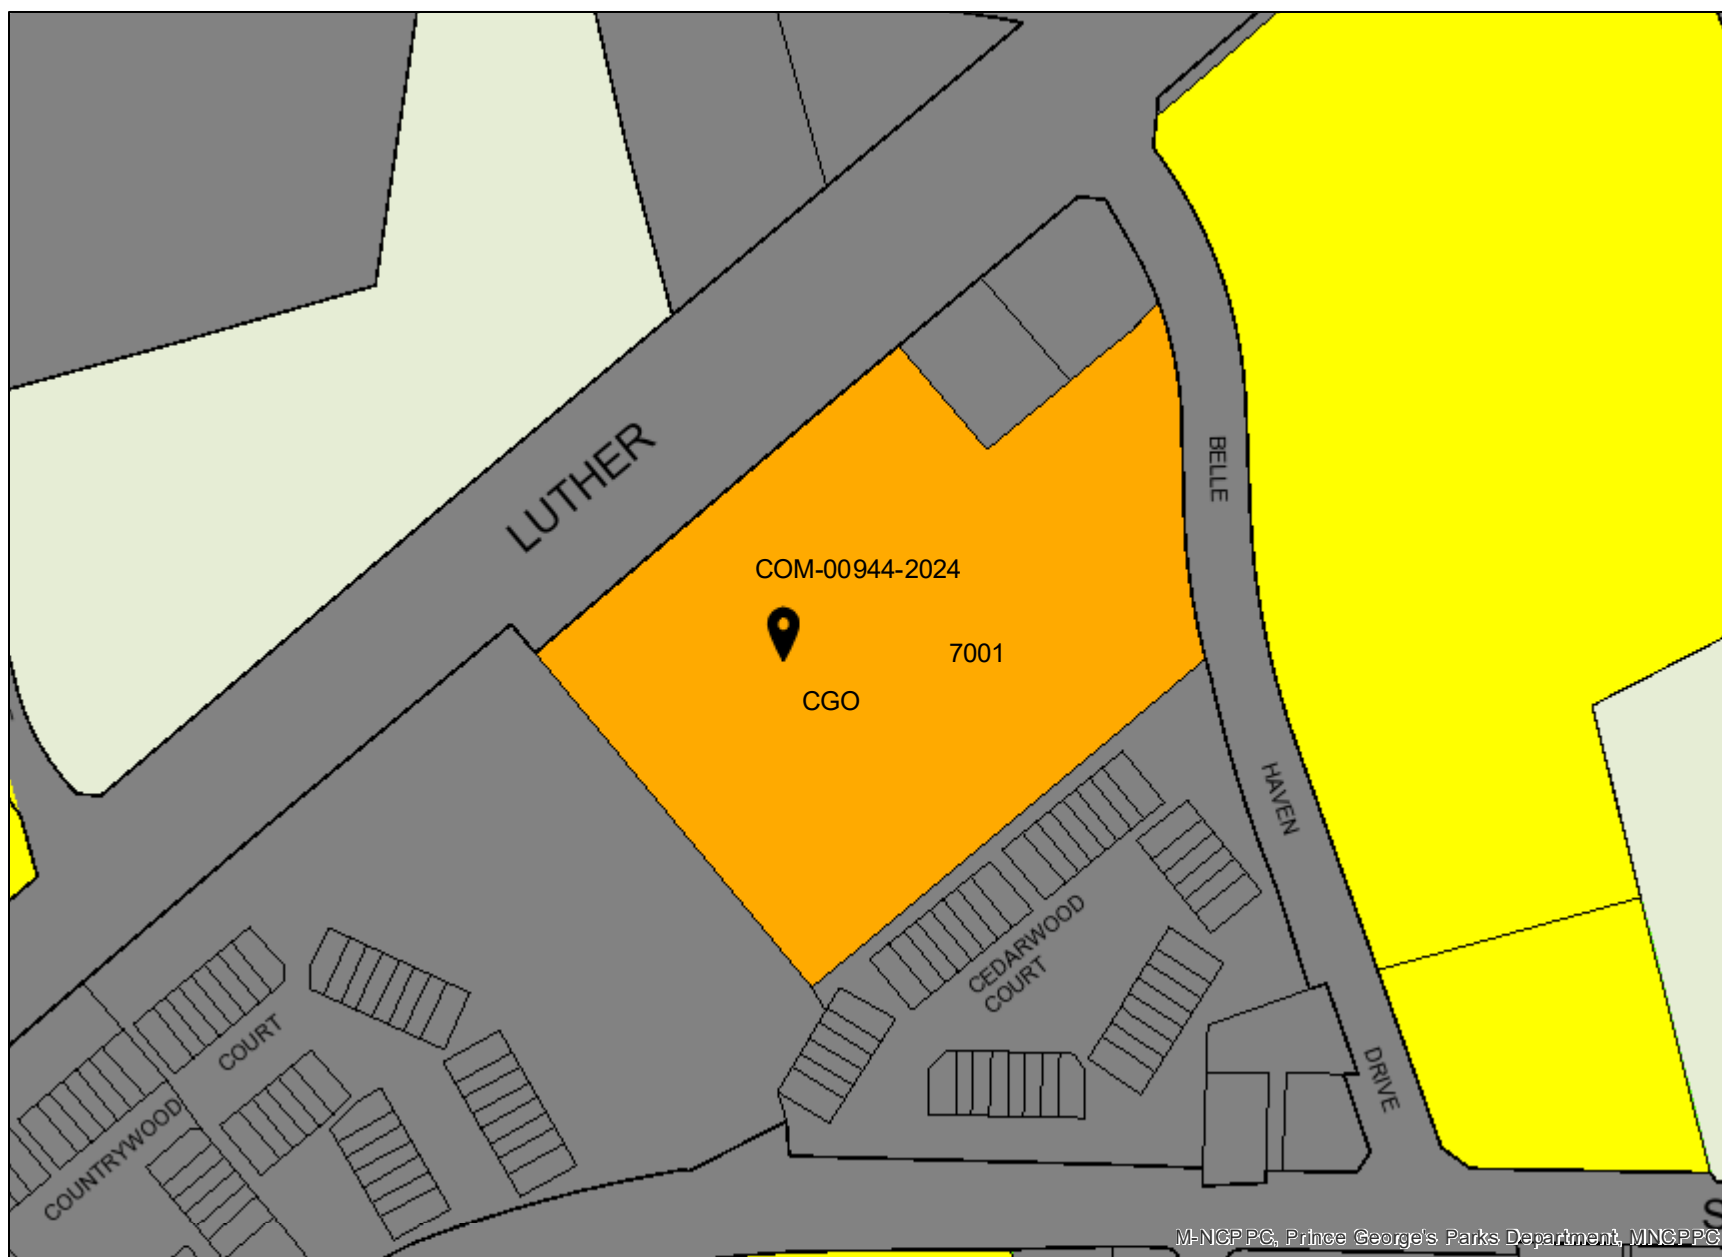 LUTHER
BELLE
COM-00944-2024
7001
CGO
HAVEN
CEDARWOOD
COURT
COURT
DRIVE
COUNTRYWOOD
S
M-NCPPC, Prince George's Parks Department, MNCPPC